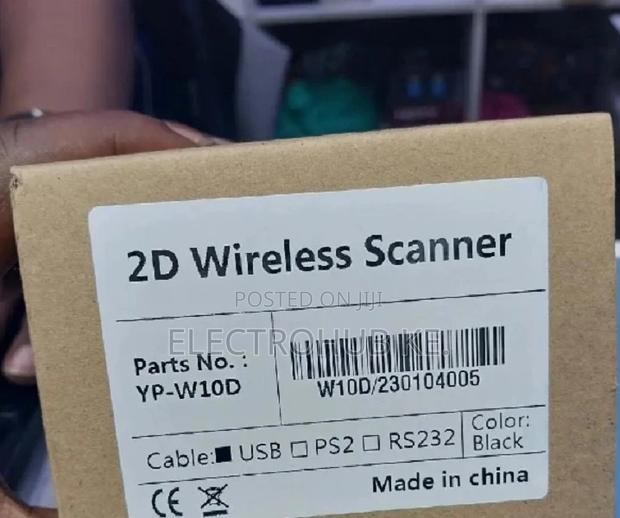 2D Wireless Scanner
POSTED ON JIJI
ELECTROHUB KE.
Parts No. :
YP-W10D
W10D/230104005
Cable:■ USB □ PS2 □ RS232
Color:
Black
CE
Made in china